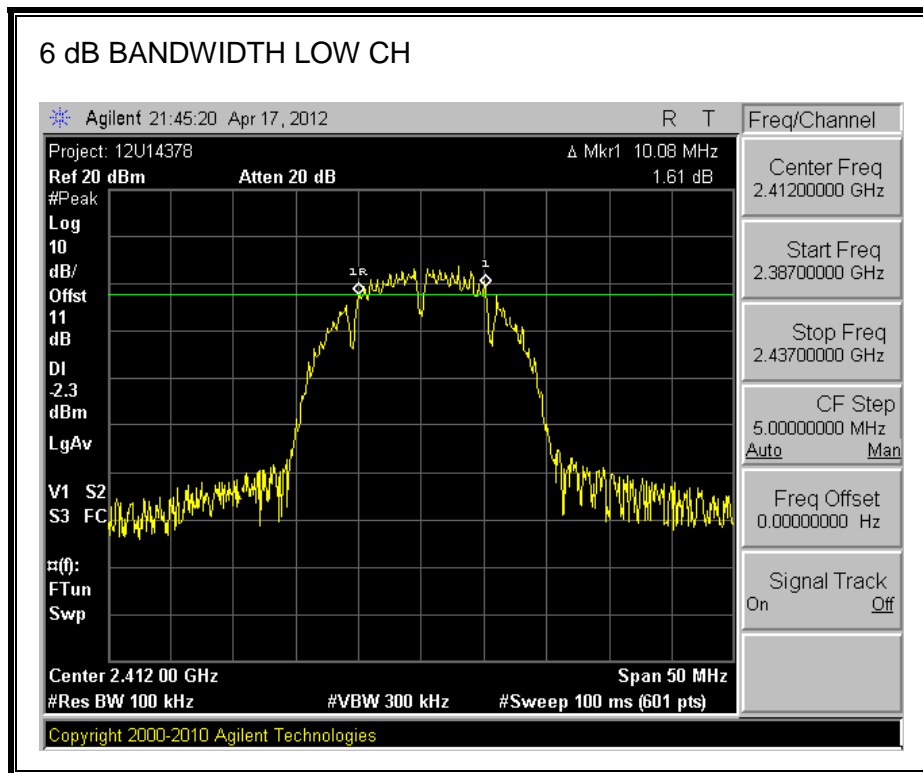 6 dB BANDWIDTH LOW CH
Agilent 21:45:20 Apr 17, 2012 R T
Freq/Channel
Project: 12U14378 Δ Mkr1 10.08 MHz
Ref 20 dBm Atten 20 dB 1.61 dB
#Peak
Log
10
dB/
Offst
11
dB
DI
-2.3
dBm
LgAv
V1 S2
S3 FC
¤(f):
FTun
Swp
1R
1
Center 2.412 00 GHz Span 50 MHz
#Res BW 100 kHz #VBW 300 kHz #Sweep 100 ms (601 pts)
Copyright 2000-2010 Agilent Technologies
Center Freq
2.41200000 GHz
Start Freq
2.38700000 GHz
Stop Freq
2.43700000 GHz
CF Step
5.00000000 MHz
Auto Man
Freq Offset
0.00000000 Hz
Signal Track
On Off